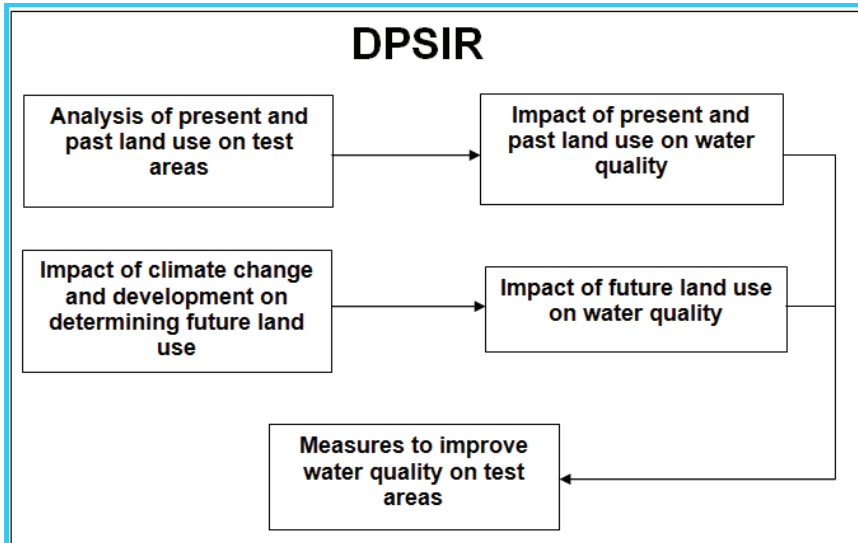 DPSIR
Analysis of present and
past land use on test
areas
Impact of present and
past land use on water
quality
Impact of climate change
and development on
determining future land
use
Impact of future land use
on water quality
Measures to improve
water quality on test
areas